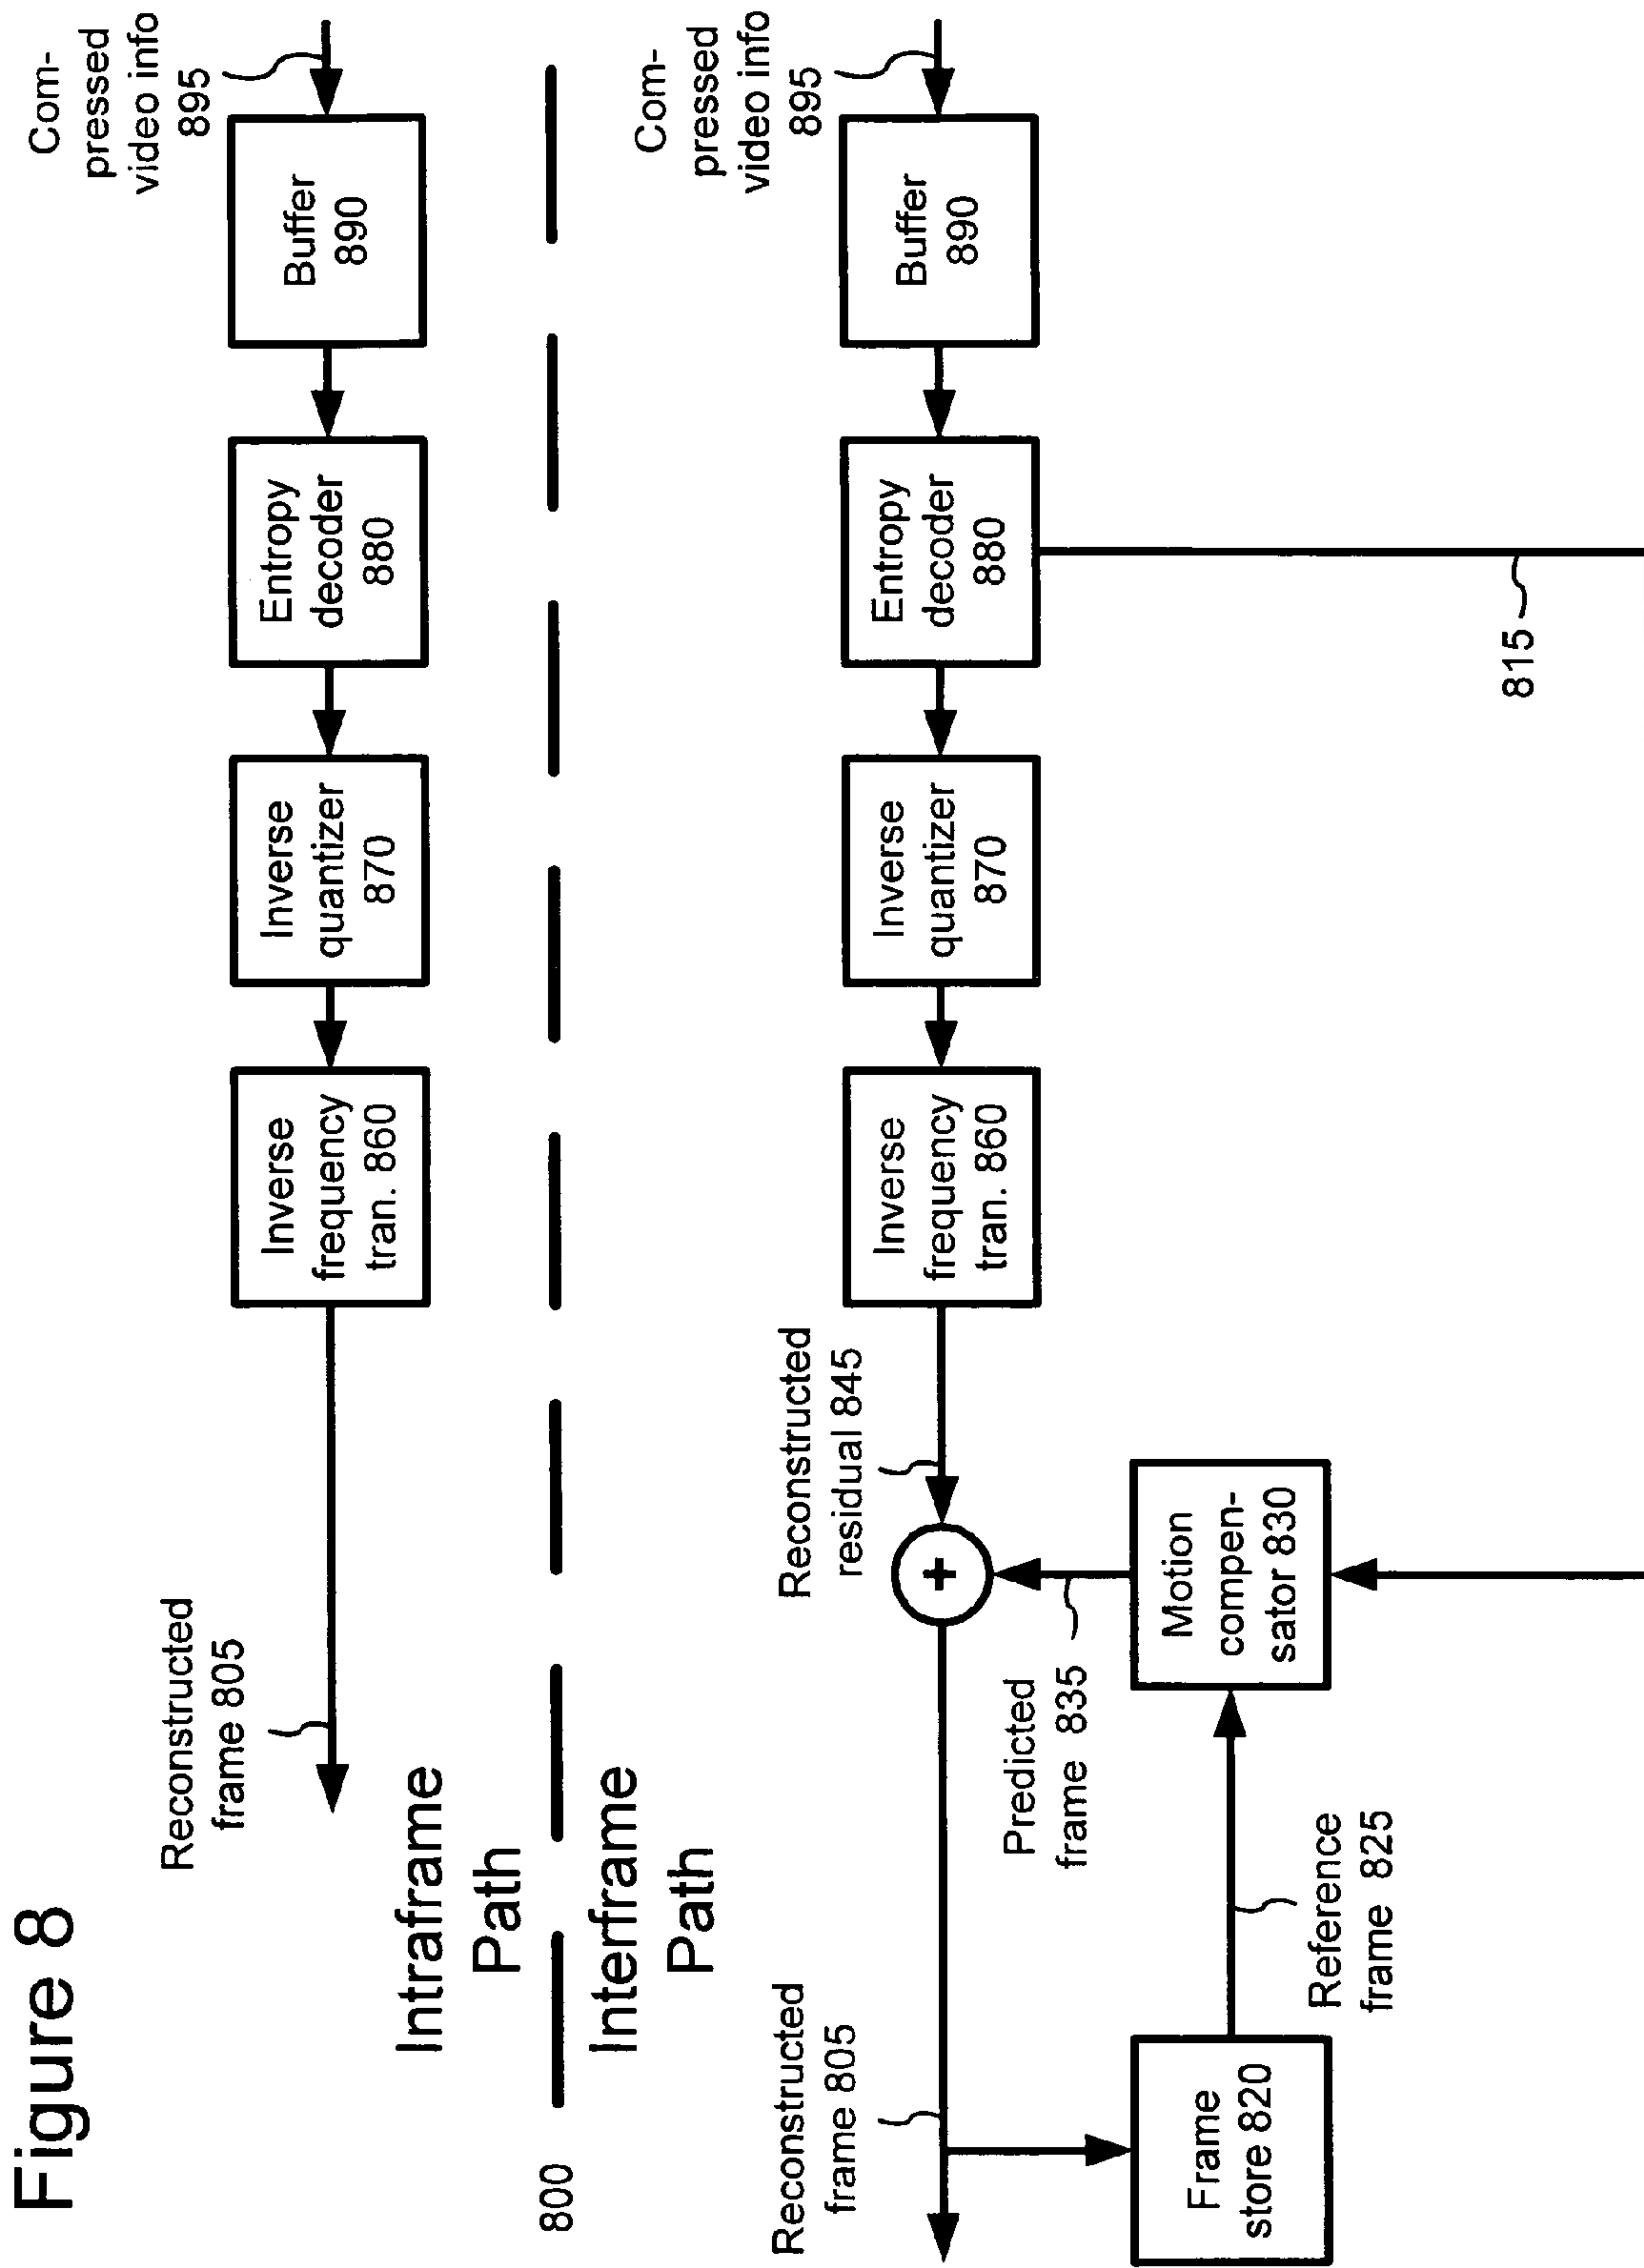 Figure 8
Reconstructed
frame 805
Com-
pressed
video info
895
Inverse
frequency
tran. 860
Inverse
quantizer
870
Entropy
decoder
880
Buffer
890
Intraframe
Path
800
Interframe
Path
Reconstructed
frame 805
Reconstructed
residual 845
Com-
pressed
video info
895
+
Inverse
frequency
tran. 860
Inverse
quantizer
870
Entropy
decoder
880
Buffer
890
Predicted
frame 835
Frame
store 820
Motion
compen-
sator 830
Reference
frame 825
815